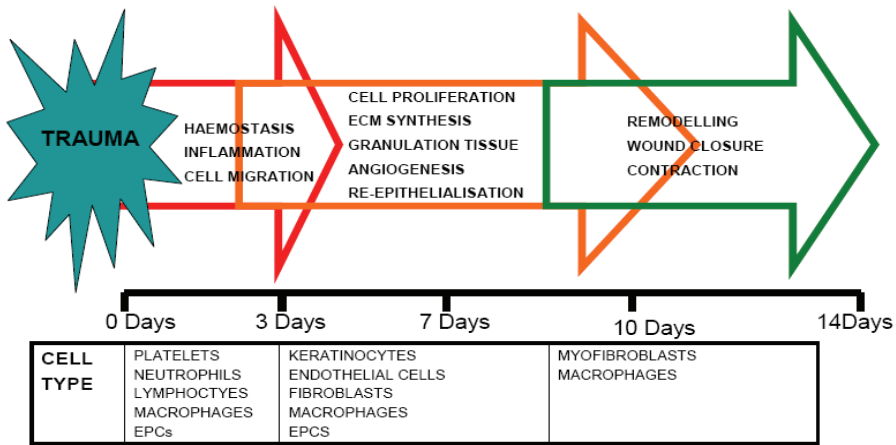 TRAUMA
HAEMOSTASIS
INFLAMMATION
CELL MIGRATION
CELL PROLIFERATION
ECM SYNTHESIS
GRANULATION TISSUE
ANGIOGENESIS
RE-EPITHELIALISATION
REMODELLING
WOUND CLOSURE
CONTRACTION
0 Days
3 Days
7 Days
10 Days
14Days
CELL
TYPE
PLATELETS
NEUTROPHILS
LYMPHOCTYES
MACROPHAGES
EPCs
KERATINOCYTES
ENDOTHELIAL CELLS
FIBROBLASTS
MACROPHAGES
EPCS
MYOFIBROBLASTS
MACROPHAGES